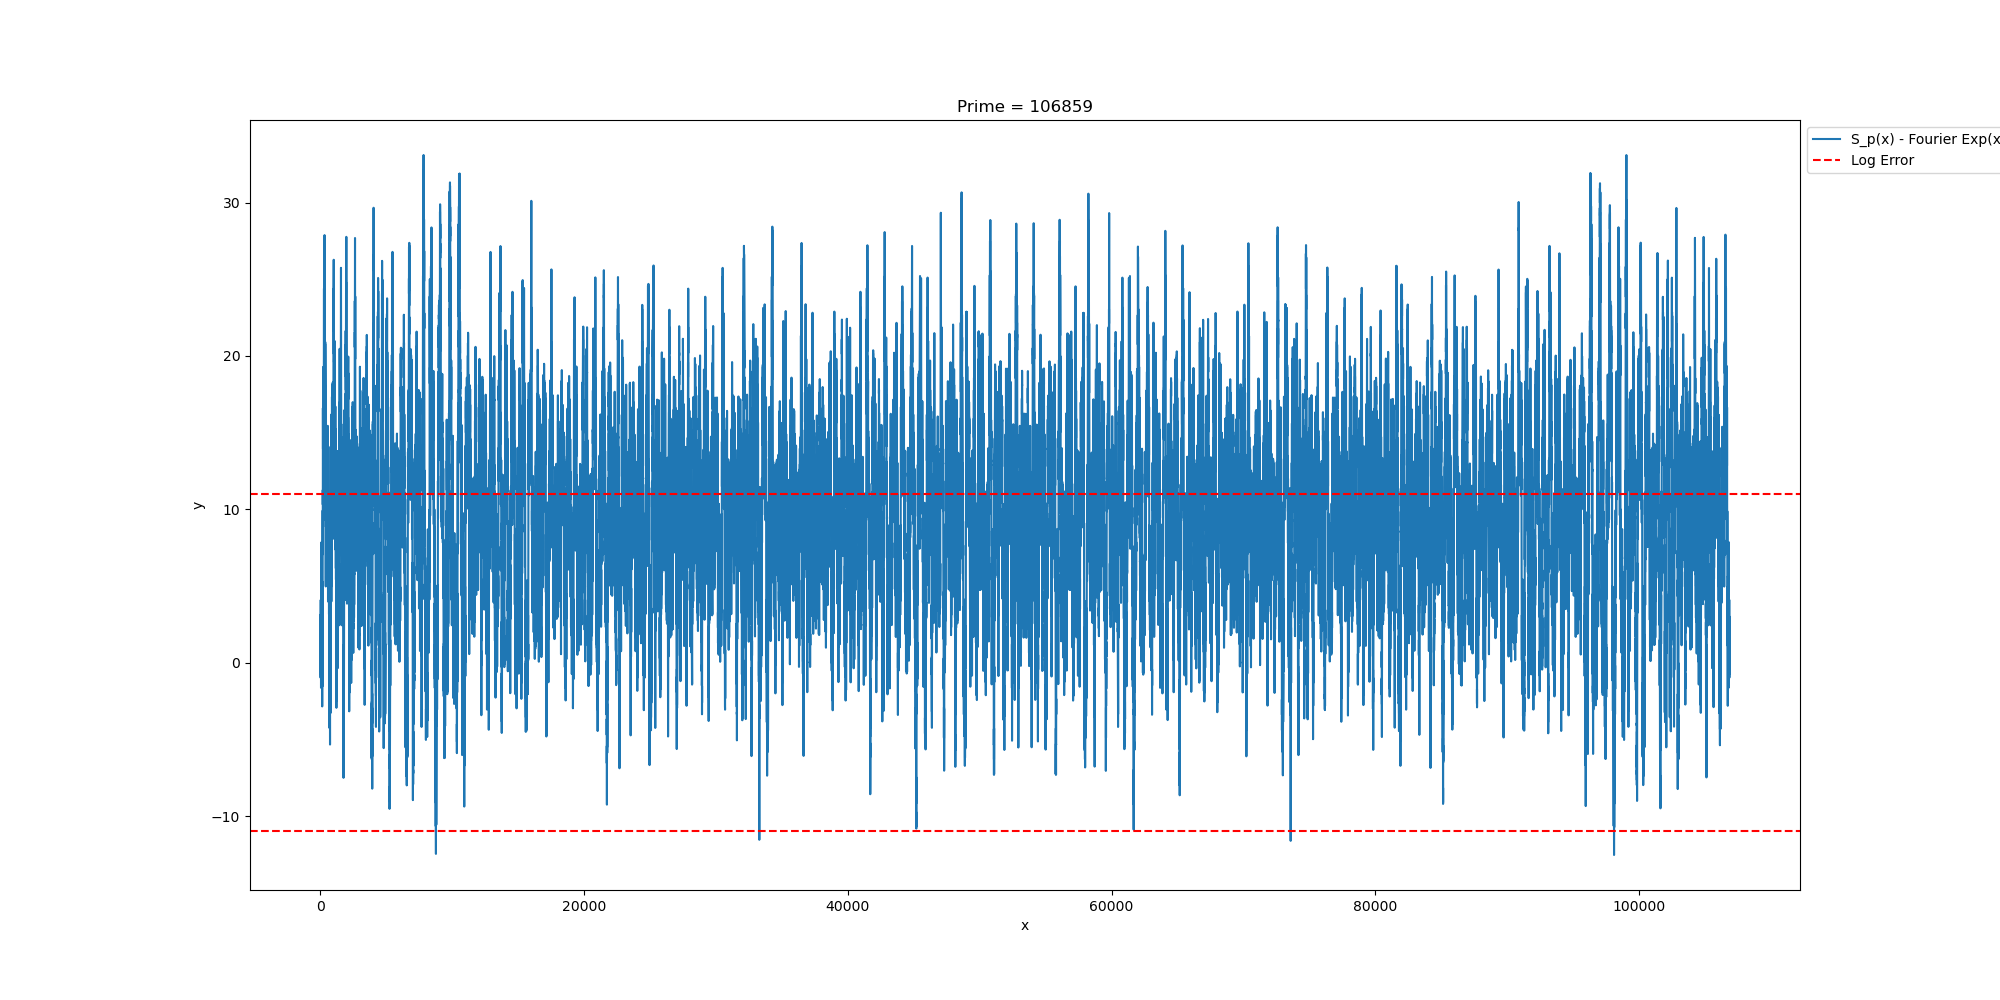 Prime = 106859
S_p(x) - Fourier Exp(x
Log Error
30
20
10
0
−10
y
0 20000 40000 60000 80000 100000
x